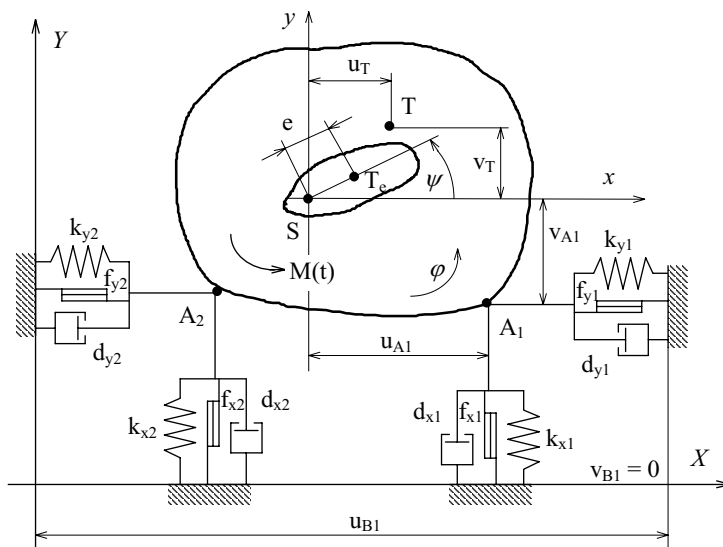 y
Y
u_T
T
e
v_T
T_e
ψ
x
S
v_A1
k_y2
k_y1
f_y2
M(t)
φ
f_y1
A_2
A_1
d_y2
u_A1
d_y1
f_x2
d_x2
d_x1
f_x1
k_x2
k_x1
v_B1 = 0
X
u_B1